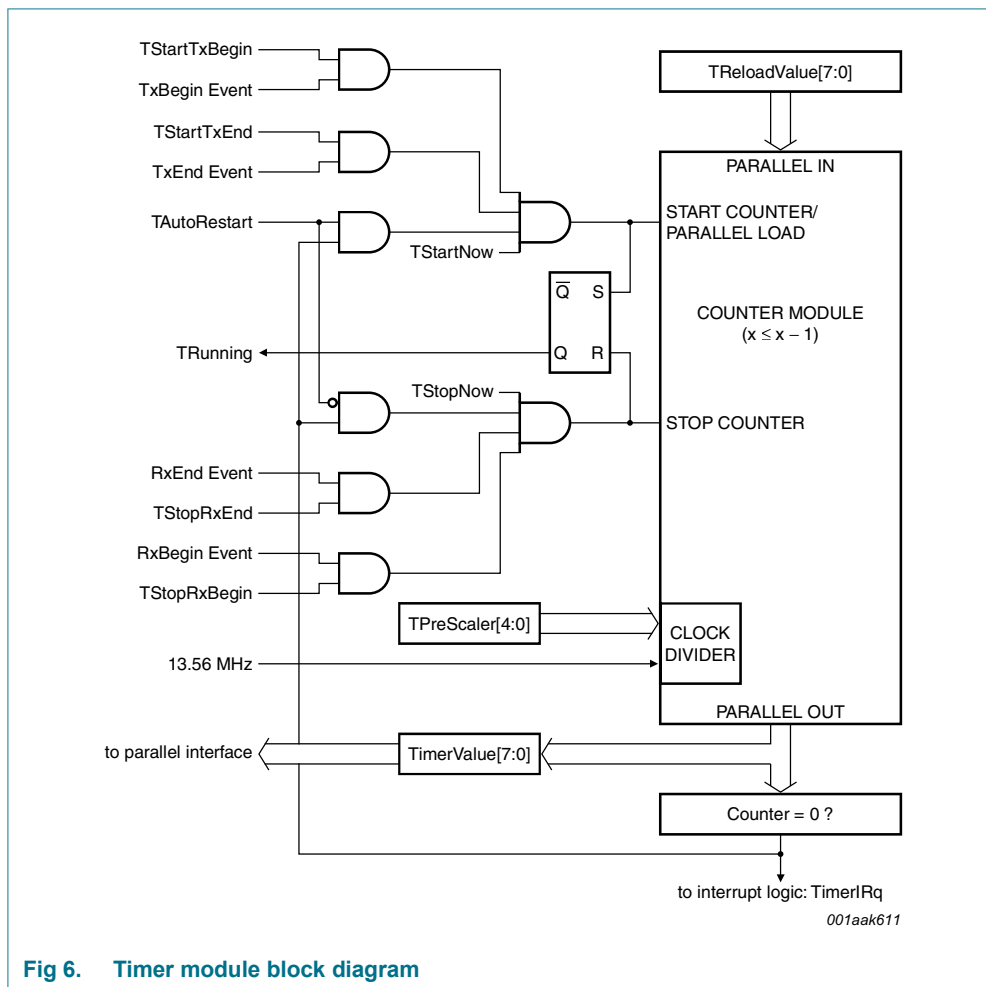 TStartTxBegin
TxBegin Event
TStartTxEnd
TxEnd Event
TAutoRestart
TStartNow
TReloadValue[7:0]
PARALLEL IN
START COUNTER/
PARALLEL LOAD
Q̅ S
Q R
COUNTER MODULE
(x ≤ x − 1)
TRunning
TStopNow
STOP COUNTER
RxEnd Event
TStopRxEnd
RxBegin Event
TStopRxBegin
TPreScaler[4:0]
CLOCK
DIVIDER
13.56 MHz
PARALLEL OUT
to parallel interface
TimerValue[7:0]
Counter = 0 ?
to interrupt logic: TimerIRq
001aak611
Fig 6. Timer module block diagram